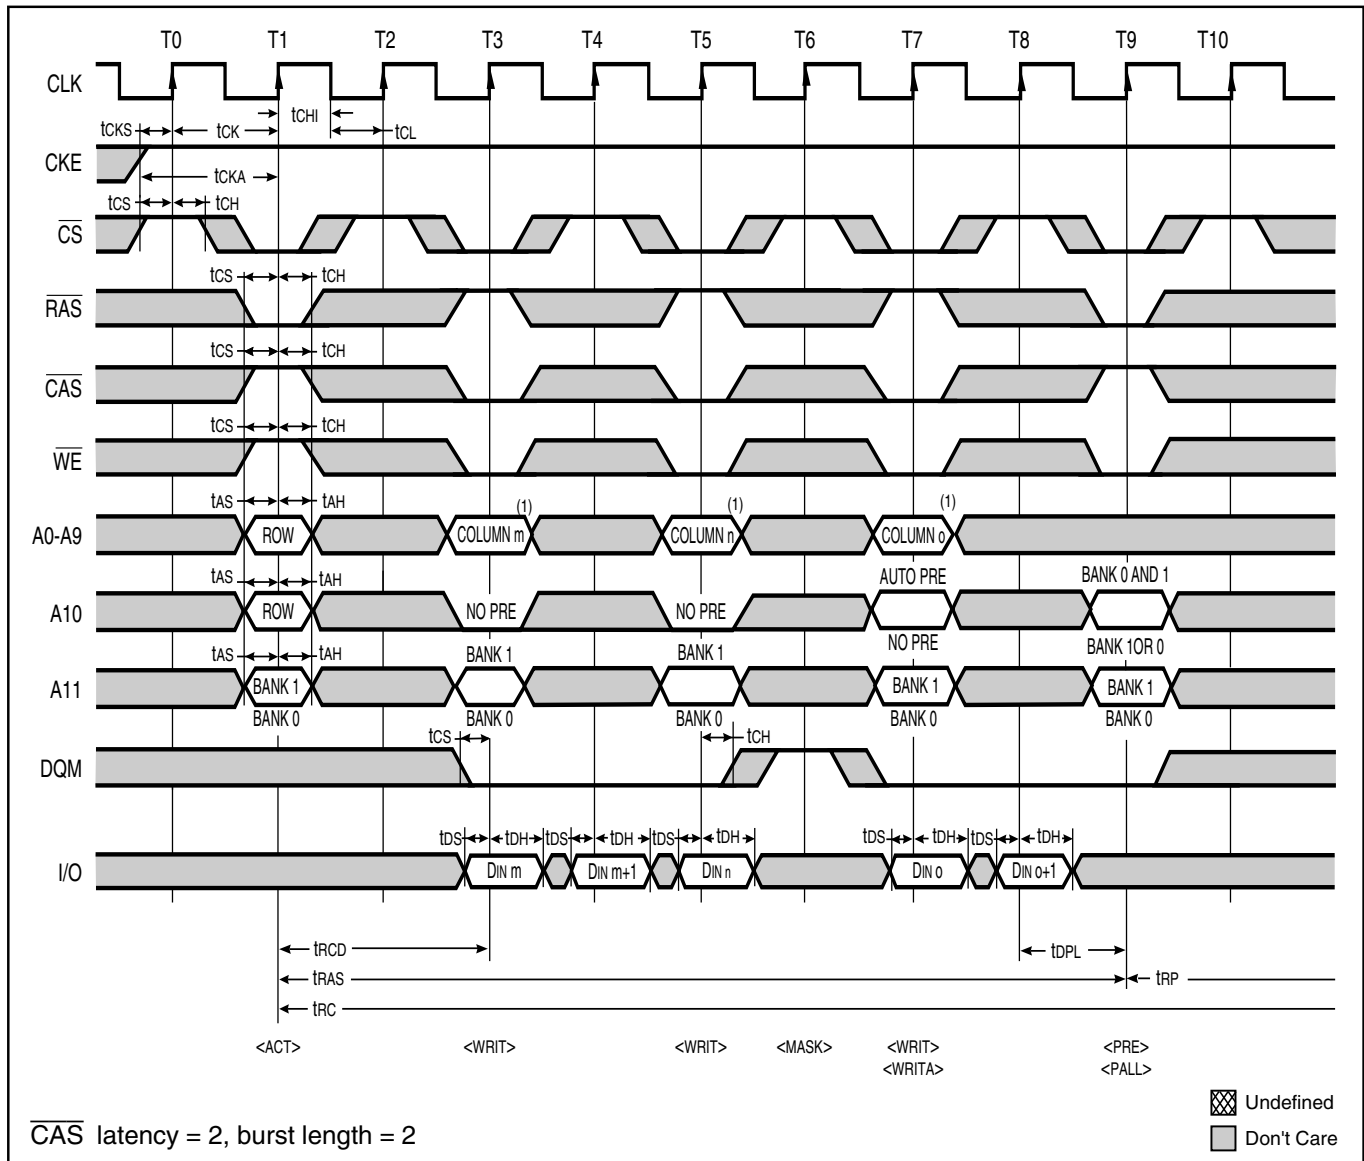 T0 T1 T2 T3 T4 T5 T6 T7 T8 T9 T10
CLK
tCHI
tCKS tCK tCL
CKE
tCKA
tCS tCH
CS
tCS tCH
RAS
tCS tCH
CAS
tCS tCH
WE
tAS tAH (1) (1) (1)
A0-A9 ROW COLUMN m COLUMN n COLUMN o
tAS tAH AUTO PRE BANK 0 AND 1
A10 ROW NO PRE NO PRE
NO PRE BANK 1OR 0
tAS tAH BANK 1 BANK 1
A11 BANK 1 BANK 1 BANK 1
BANK 0 BANK 0 BANK 0 BANK 0 BANK 0
tCS tCH
DQM
tDS tDH tDS tDH tDS tDH tDS tDH tDS tDH
I/O DIN m DIN m+1 DIN n DIN o DIN o+1
tRCD tDPL
tRAS tRP
tRC
<ACT> <WRIT> <WRIT> <MASK> <WRIT> <PRE>
<WRITA> <PALL>
Undefined
CAS latency = 2, burst length = 2 Don't Care